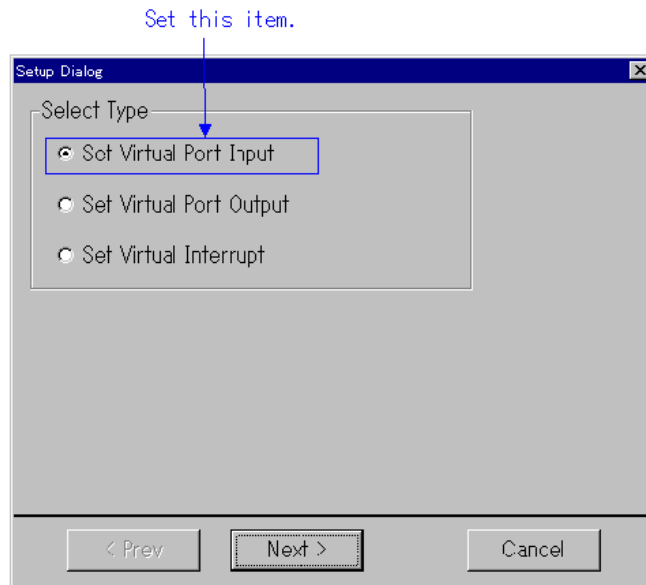 Set this item.
Setup Dialog
Select Type
Set Virtual Port Input
Set Virtual Port Output
Set Virtual Interrupt
< Prev
Next >
Cancel